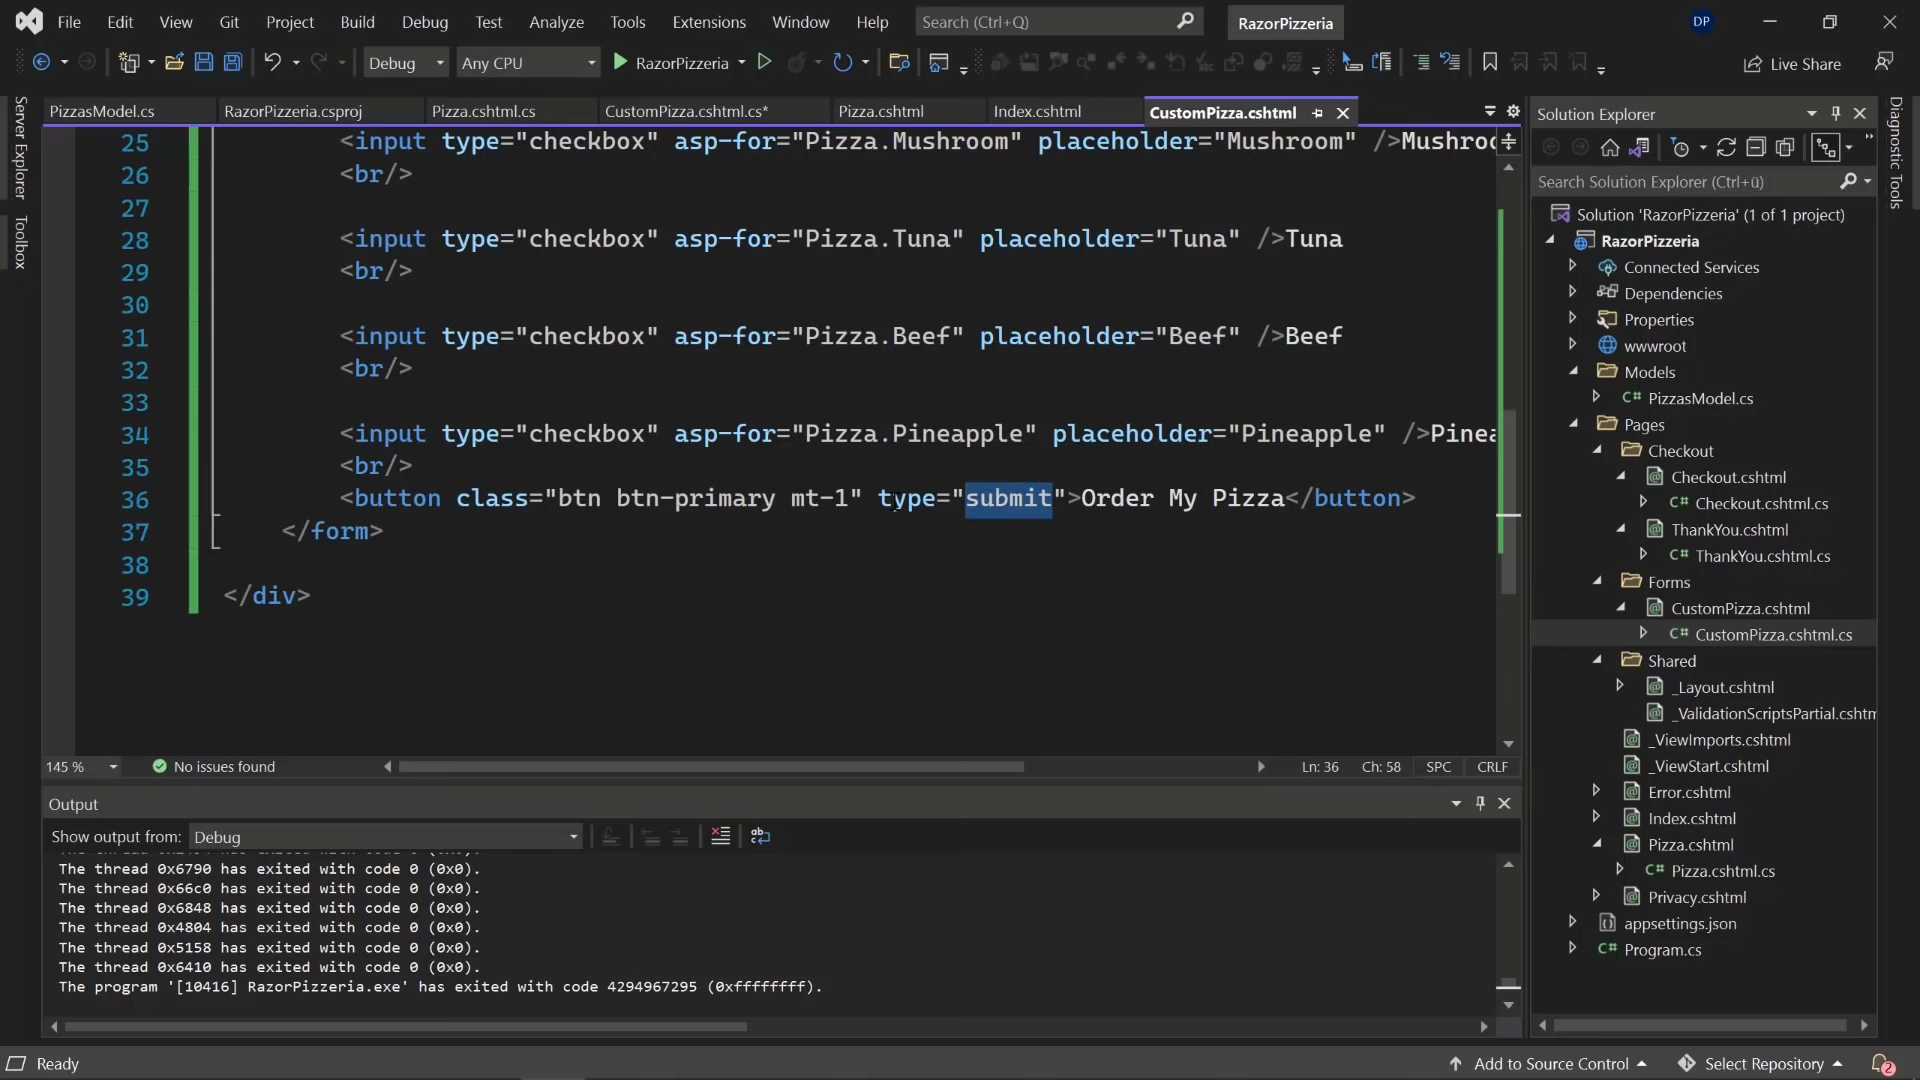 File Edit View Git Project Build Debug Test Analyze Tools Extensions Window Help Search (Ctrl+Q) RazorPizzeria DP
Debug Any CPU RazorPizzeria Live Share
PizzasModel.cs RazorPizzeria.csproj Pizza.cshtml.cs CustomPizza.cshtml.cs* Pizza.cshtml Index.cshtml CustomPizza.cshtml
Server Explorer
Toolbox
25 <input type="checkbox" asp-for="Pizza.Mushroom" placeholder="Mushroom" />Mushroo
26 <br/>
27
28 <input type="checkbox" asp-for="Pizza.Tuna" placeholder="Tuna" />Tuna
29 <br/>
30
31 <input type="checkbox" asp-for="Pizza.Beef" placeholder="Beef" />Beef
32 <br/>
33
34 <input type="checkbox" asp-for="Pizza.Pineapple" placeholder="Pineapple" />Pinea
35 <br/>
36 <button class="btn btn-primary mt-1" type="submit">Order My Pizza</button>
37 </form>
38
39 </div>
145 % No issues found Ln: 36 Ch: 58 SPC CRLF
Output
Show output from: Debug
The thread 0x6790 has exited with code 0 (0x0).
The thread 0x66c0 has exited with code 0 (0x0).
The thread 0x6848 has exited with code 0 (0x0).
The thread 0x4804 has exited with code 0 (0x0).
The thread 0x5158 has exited with code 0 (0x0).
The thread 0x6410 has exited with code 0 (0x0).
The program '[10416] RazorPizzeria.exe' has exited with code 4294967295 (0xffffffff).
Solution Explorer
Search Solution Explorer (Ctrl+ü)
Solution 'RazorPizzeria' (1 of 1 project)
RazorPizzeria
Connected Services
Dependencies
Properties
wwwroot
Models
C# PizzasModel.cs
Pages
Checkout
Checkout.cshtml
C# Checkout.cshtml.cs
ThankYou.cshtml
C# ThankYou.cshtml.cs
Forms
CustomPizza.cshtml
C# CustomPizza.cshtml.cs
Shared
_Layout.cshtml
_ValidationScriptsPartial.cshtm
_ViewImports.cshtml
_ViewStart.cshtml
Error.cshtml
Index.cshtml
Pizza.cshtml
C# Pizza.cshtml.cs
Privacy.cshtml
appsettings.json
C# Program.cs
Diagnostic Tools
Ready Add to Source Control Select Repository 2